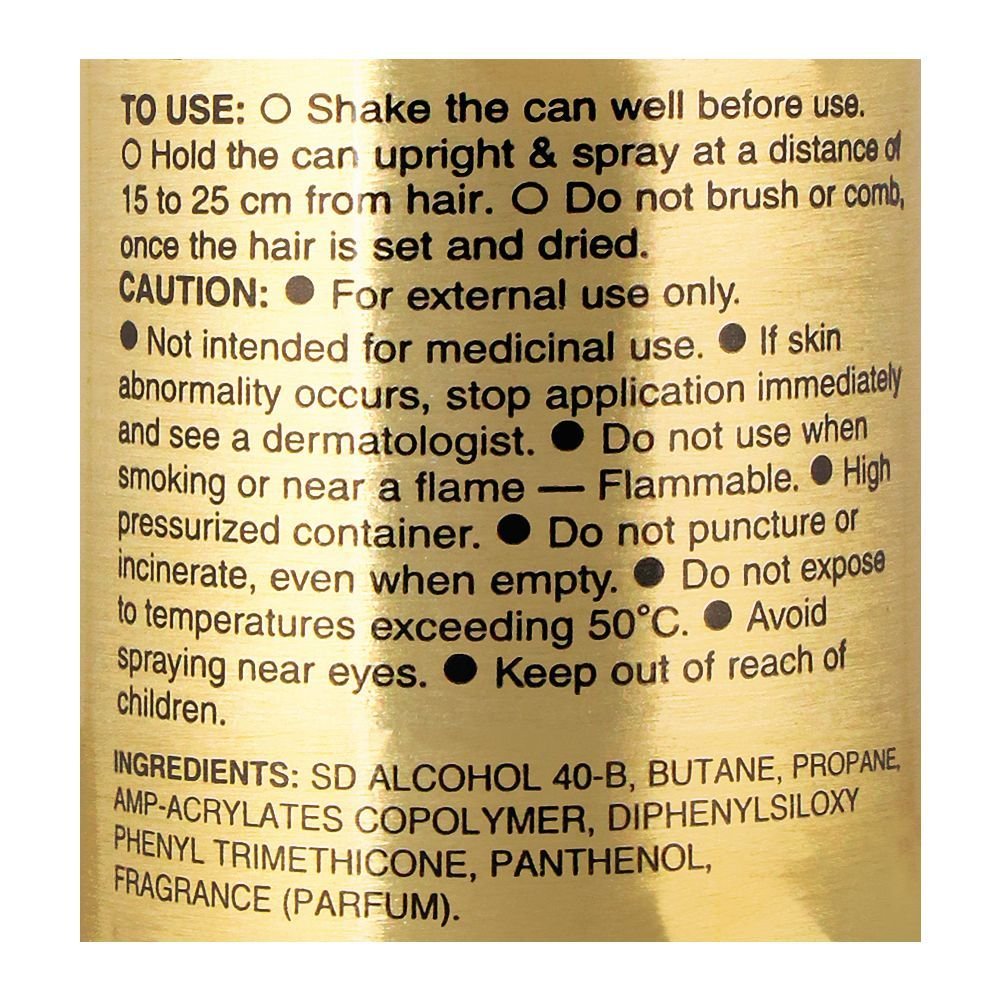 TO USE: ○ Shake the can well before use.
○ Hold the can upright & spray at a distance of
15 to 25 cm from hair. ○ Do not brush or comb,
once the hair is set and dried.
CAUTION: ● For external use only.
● Not intended for medicinal use. ● If skin
abnormality occurs, stop application immediately
and see a dermatologist. ● Do not use when
smoking or near a flame — Flammable. ● High
pressurized container. ● Do not puncture or
incinerate, even when empty. ● Do not expose
to temperatures exceeding 50°C. ● Avoid
spraying near eyes. ● Keep out of reach of
children.
INGREDIENTS: SD ALCOHOL 40-B, BUTANE, PROPANE,
AMP-ACRYLATES COPOLYMER, DIPHENYLSILOXY
PHENYL TRIMETHICONE, PANTHENOL,
FRAGRANCE (PARFUM).